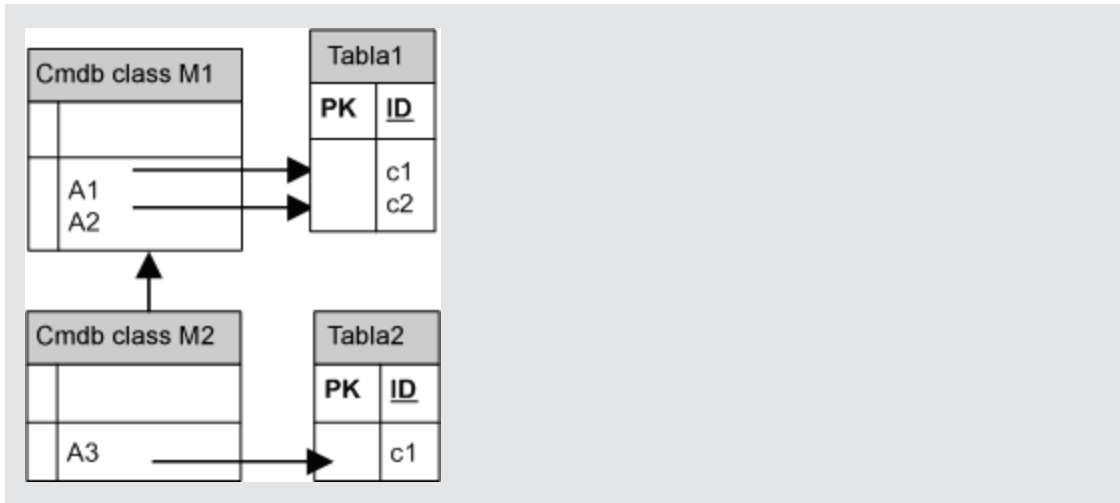 Cmdb class M1
A1
A2
Tabla1
PK ID
c1
c2
Cmdb class M2
A3
Tabla2
PK ID
c1